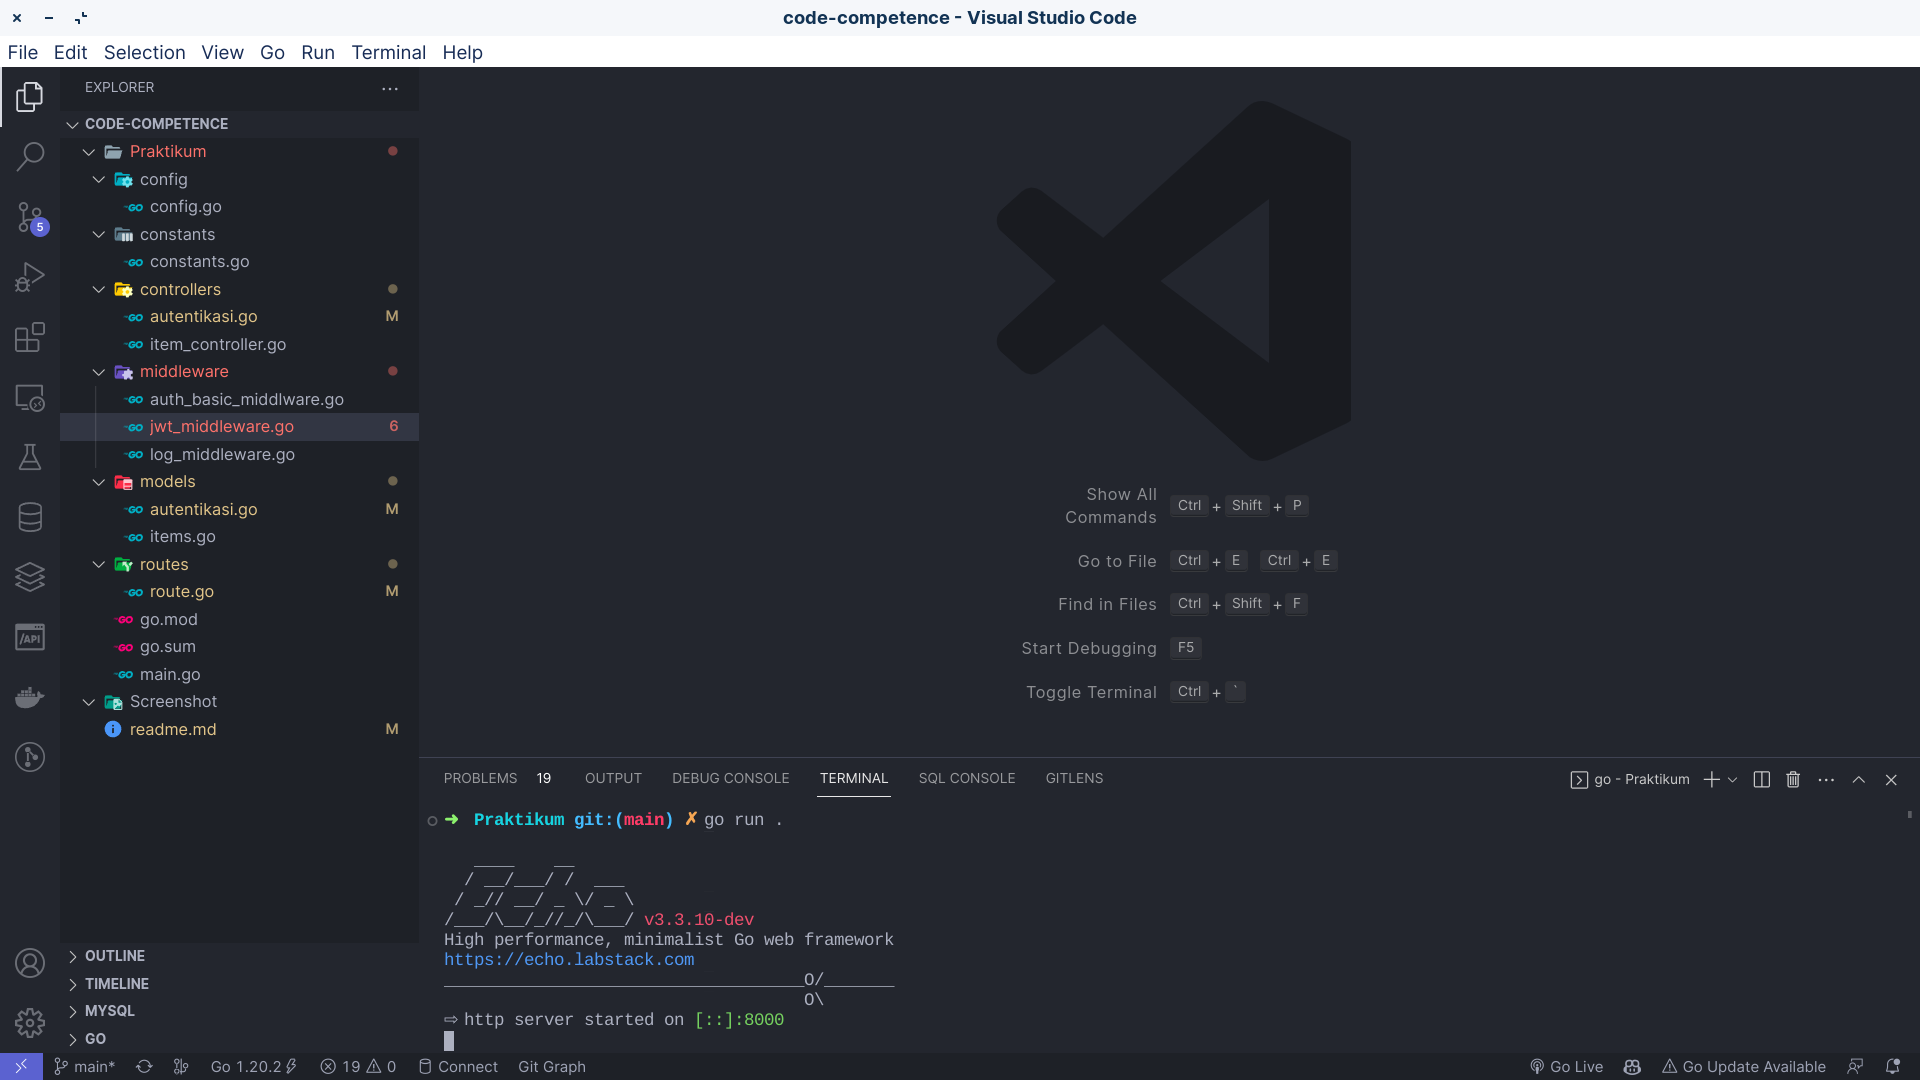 code-competence - Visual Studio Code
File Edit Selection View Go Run Terminal Help
EXPLORER
CODE-COMPETENCE
Praktikum
config
config.go
constants
constants.go
controllers
autentikasi.go M
item_controller.go
middleware
auth_basic_middlware.go
jwt_middleware.go 6
log_middleware.go
models
autentikasi.go M
items.go
routes
route.go M
go.mod
go.sum
main.go
Screenshot
readme.md M
OUTLINE
TIMELINE
MYSQL
GO
5
/API
Show All
Commands Ctrl + Shift + P
Go to File Ctrl + E Ctrl + E
Find in Files Ctrl + Shift + F
Start Debugging F5
Toggle Terminal Ctrl + `
PROBLEMS 19 OUTPUT DEBUG CONSOLE TERMINAL SQL CONSOLE GITLENS
go - Praktikum
➜ Praktikum git:(main) ✗ go run .
   ____    __
  / __/___/ /  ___
 / _// __/ _ \/ _ \
/___/\__/_//_/\___/ v3.3.10-dev
High performance, minimalist Go web framework
https://echo.labstack.com
____________________________________O/_______
                                    O\
⇨ http server started on [::]:8000
main* Go 1.20.2 19 0 Connect Git Graph Go Live Go Update Available